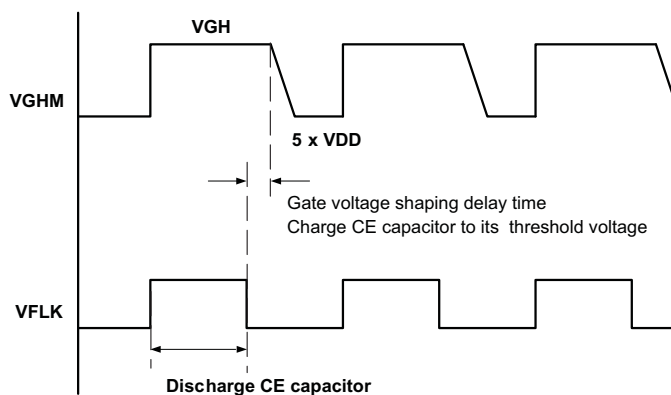 VGH
VGHM
5 x VDD
Gate voltage shaping delay time
Charge CE capacitor to its threshold voltage
VFLK
Discharge CE capacitor